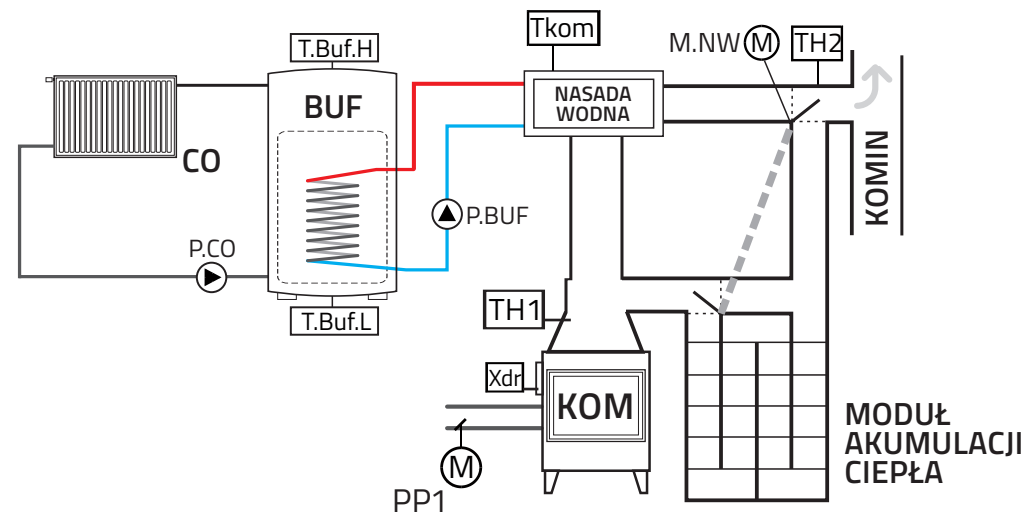 T.Buf.H
Tkom
M.NW
M
TH2
BUF
NASADA
WODNA
CO
KOMIN
P.BUF
P.CO
T.Buf.L
TH1
Xdr
KOM
M
PP1
MODUŁ
AKUMULACJI
CIEPŁA